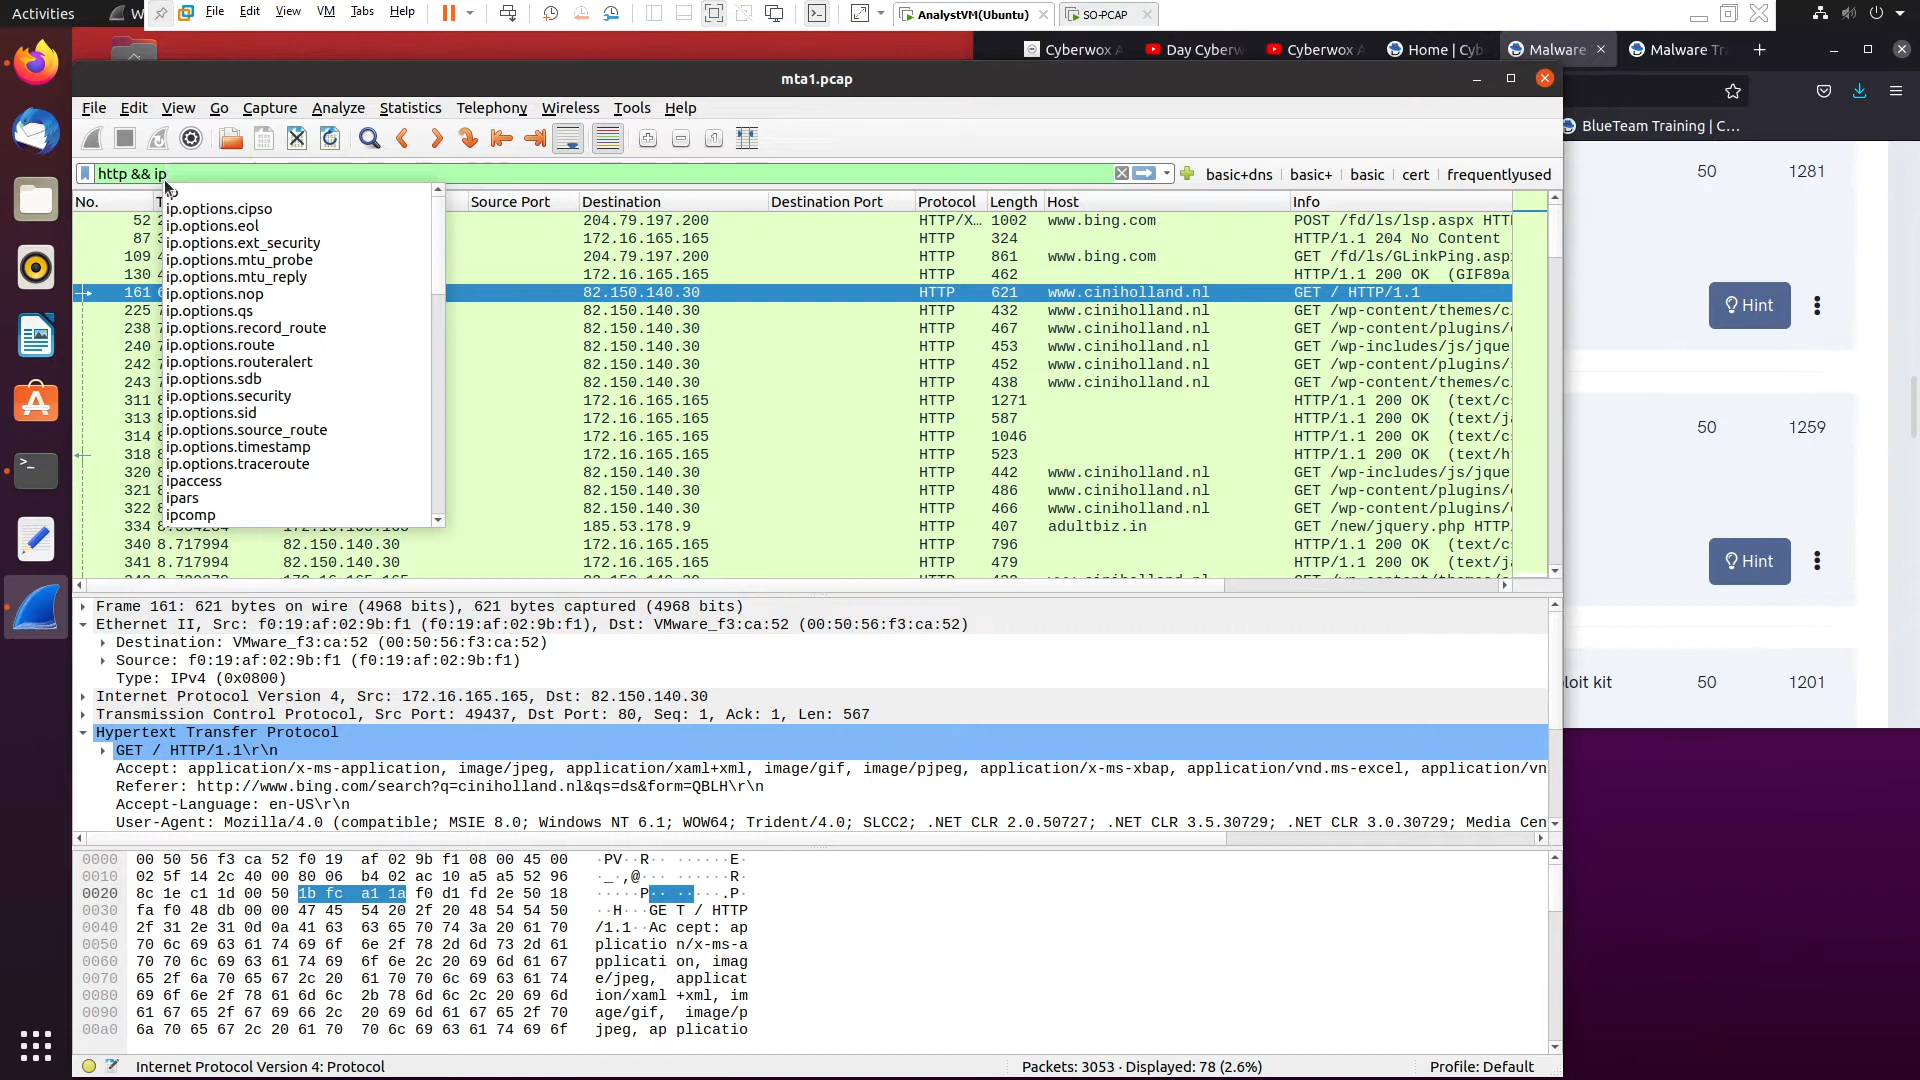 Activities
W
File Edit View VM Tabs Help
AnalystVM(Ubuntu)
SO-PCAP
Cyberwox A
Day Cyberw
Cyberwox A
Home | Cyb
Malware
Malware Tr
mta1.pcap
BlueTeam Training | C…
File Edit View Go Capture Analyze Statistics Telephony Wireless Tools Help
http && ip
basic+dns | basic+ | basic | cert | frequentlyused
No. Source Port Destination Destination Port Protocol Length Host Info
ip
ip.options.cipso
ip.options.eol
ip.options.ext_security
ip.options.mtu_probe
ip.options.mtu_reply
ip.options.nop
ip.options.qs
ip.options.record_route
ip.options.route
ip.options.routeralert
ip.options.sdb
ip.options.security
ip.options.sid
ip.options.source_route
ip.options.timestamp
ip.options.traceroute
ipaccess
ipars
ipcomp
52 204.79.197.200 HTTP/X… 1002 www.bing.com POST /fd/ls/lsp.aspx HTT
87 172.16.165.165 HTTP 324 HTTP/1.1 204 No Content
109 204.79.197.200 HTTP 861 www.bing.com GET /fd/ls/GLinkPing.asp
130 172.16.165.165 HTTP 462 HTTP/1.1 200 OK (GIF89a
161 82.150.140.30 HTTP 621 www.ciniholland.nl GET / HTTP/1.1
225 82.150.140.30 HTTP 432 www.ciniholland.nl GET /wp-content/themes/c
238 82.150.140.30 HTTP 467 www.ciniholland.nl GET /wp-content/plugins/
240 82.150.140.30 HTTP 453 www.ciniholland.nl GET /wp-includes/js/jque
242 82.150.140.30 HTTP 452 www.ciniholland.nl GET /wp-content/plugins/
243 82.150.140.30 HTTP 438 www.ciniholland.nl GET /wp-content/themes/c
311 172.16.165.165 HTTP 1271 HTTP/1.1 200 OK (text/c
313 172.16.165.165 HTTP 587 HTTP/1.1 200 OK (text/j
314 172.16.165.165 HTTP 1046 HTTP/1.1 200 OK (text/c
318 172.16.165.165 HTTP 523 HTTP/1.1 200 OK (text/h
320 82.150.140.30 HTTP 442 www.ciniholland.nl GET /wp-includes/js/jque
321 82.150.140.30 HTTP 486 www.ciniholland.nl GET /wp-content/plugins/
322 82.150.140.30 HTTP 466 www.ciniholland.nl GET /wp-content/plugins/
334 185.53.178.9 HTTP 407 adultbiz.in GET /new/jquery.php HTTP
340 8.717994 82.150.140.30 172.16.165.165 HTTP 796 HTTP/1.1 200 OK (text/c
341 8.717994 82.150.140.30 172.16.165.165 HTTP 479 HTTP/1.1 200 OK (text/j
50 1281
Hint
50 1259
Hint
loit kit 50 1201
Frame 161: 621 bytes on wire (4968 bits), 621 bytes captured (4968 bits)
Ethernet II, Src: f0:19:af:02:9b:f1 (f0:19:af:02:9b:f1), Dst: VMware_f3:ca:52 (00:50:56:f3:ca:52)
Destination: VMware_f3:ca:52 (00:50:56:f3:ca:52)
Source: f0:19:af:02:9b:f1 (f0:19:af:02:9b:f1)
Type: IPv4 (0x0800)
Internet Protocol Version 4, Src: 172.16.165.165, Dst: 82.150.140.30
Transmission Control Protocol, Src Port: 49437, Dst Port: 80, Seq: 1, Ack: 1, Len: 567
Hypertext Transfer Protocol
GET / HTTP/1.1\r\n
Accept: application/x-ms-application, image/jpeg, application/xaml+xml, image/gif, image/pjpeg, application/x-ms-xbap, application/vnd.ms-excel, application/vn
Referer: http://www.bing.com/search?q=ciniholland.nl&qs=ds&form=QBLH\r\n
Accept-Language: en-US\r\n
User-Agent: Mozilla/4.0 (compatible; MSIE 8.0; Windows NT 6.1; WOW64; Trident/4.0; SLCC2; .NET CLR 2.0.50727; .NET CLR 3.5.30729; .NET CLR 3.0.30729; Media Cen
0000 00 50 56 f3 ca 52 f0 19 af 02 9b f1 08 00 45 00 ·PV··R·· ······E·
0010 02 5f 14 2c 40 00 80 06 b4 02 ac 10 a5 a5 52 96 ·_·,@··· ······R·
0020 8c 1e c1 1d 00 50 1b fc a1 1a f0 d1 fd 2e 50 18 ·····P·· ·····.P·
0030 fa f0 48 db 00 00 47 45 54 20 2f 20 48 54 54 50 ··H···GE T / HTTP
0040 2f 31 2e 31 0d 0a 41 63 63 65 70 74 3a 20 61 70 /1.1··Ac cept: ap
0050 70 6c 69 63 61 74 69 6f 6e 2f 78 2d 6d 73 2d 61 plicatio n/x-ms-a
0060 70 70 6c 69 63 61 74 69 6f 6e 2c 20 69 6d 61 67 pplicati on, imag
0070 65 2f 6a 70 65 67 2c 20 61 70 70 6c 69 63 61 74 e/jpeg, applicat
0080 69 6f 6e 2f 78 61 6d 6c 2b 78 6d 6c 2c 20 69 6d ion/xaml +xml, im
0090 61 67 65 2f 67 69 66 2c 20 69 6d 61 67 65 2f 70 age/gif, image/p
00a0 6a 70 65 67 2c 20 61 70 70 6c 69 63 61 74 69 6f jpeg, ap plicatio
Internet Protocol Version 4: Protocol
Packets: 3053 · Displayed: 78 (2.6%)
Profile: Default